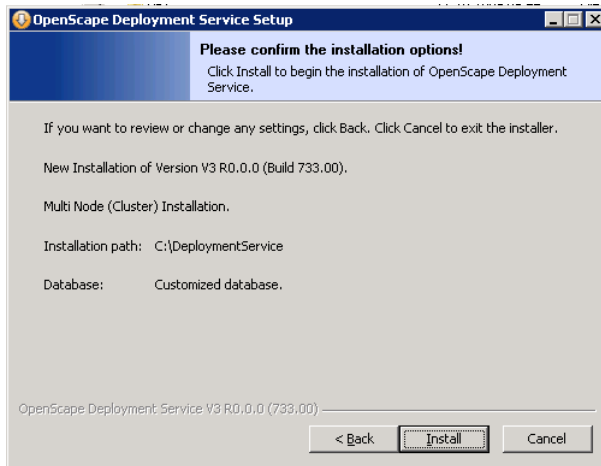 OpenScape Deployment Service Setup
Please confirm the installation options!
Click Install to begin the installation of OpenScape Deployment
Service.
If you want to review or change any settings, click Back. Click Cancel to exit the installer.
New Installation of Version V3 R0.0.0 (Build 733.00).
Multi Node (Cluster) Installation.
Installation path: C:\DeploymentService
Database: Customized database.
OpenScape Deployment Service V3 R0.0.0 (733.00)
< Back Install Cancel